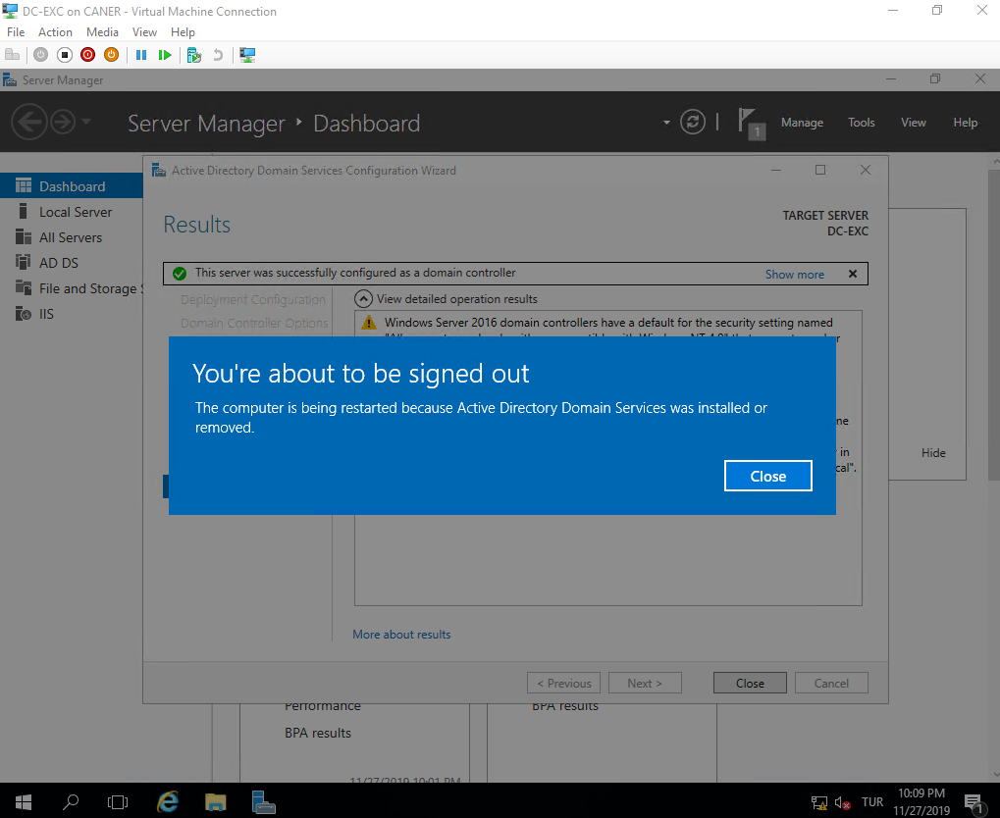 DC-EXC on CANER - Virtual Machine Connection
File Action Media View Help
Server Manager
Server Manager Dashboard
1
Manage Tools View Help
Active Directory Domain Services Configuration Wizard
Dashboard
Local Server
All Servers
AD DS
File and Storage S
IIS
Results
TARGET SERVER
DC-EXC
This server was successfully configured as a domain controller
Show more
Deployment Configuration
Domain Controller Options
View detailed operation results
Windows Server 2016 domain controllers have a default for the security setting named
You're about to be signed out
The computer is being restarted because Active Directory Domain Services was installed or
removed.
Close
ne
in
cal".
Hide
More about results
< Previous Next > Close Cancel
Performance
BPA results
BPA results
11/27/2019 10:01 PM
TUR
10:09 PM
11/27/2019
1